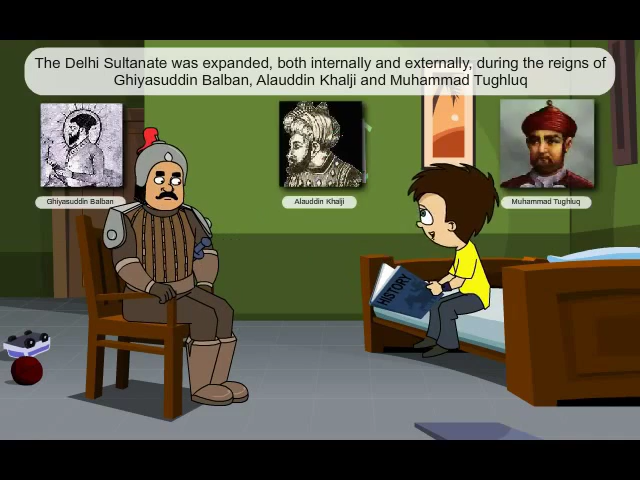 The Delhi Sultanate was expanded, both internally and externally, during the reigns of
Ghiyasuddin Balban, Alauddin Khalji and Muhammad Tughluq
Ghiyasuddin Balban
Alauddin Khalji
Muhammad Tughluq
HISTORY